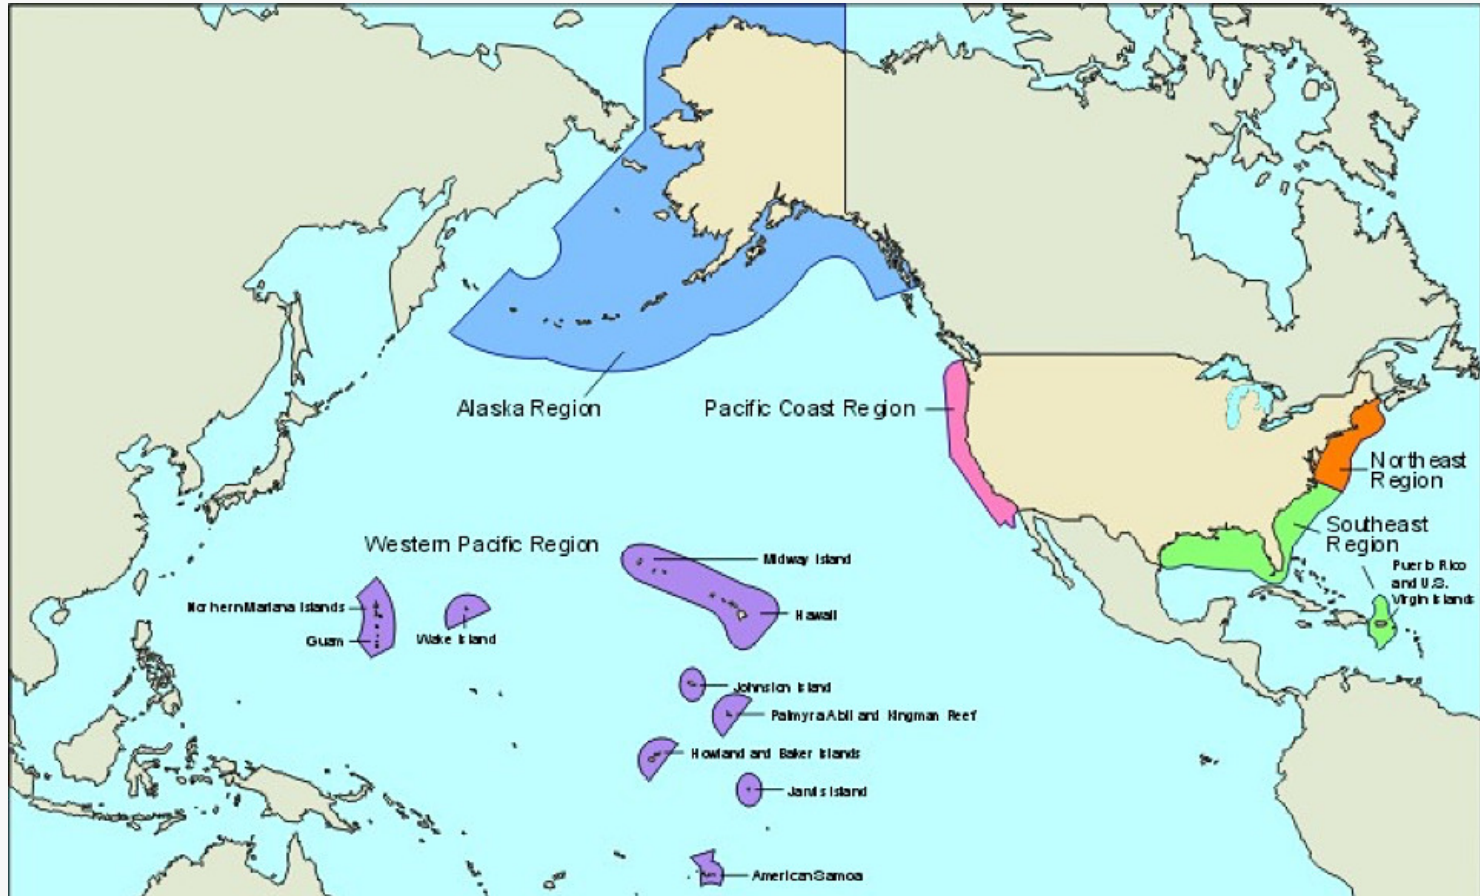 Alaska Region
Pacific Coast Region
Northeast
Region
Southeast
Region
Puerto Rico
and U.S.
Virgin Islands
Western Pacific Region
Midway Island
Northern Mariana Islands
Hawaii
Guam
Wake Island
Johnston Island
Palmyra Atoll and Kingman Reef
Howland and Baker Islands
Jarvis Island
American Samoa